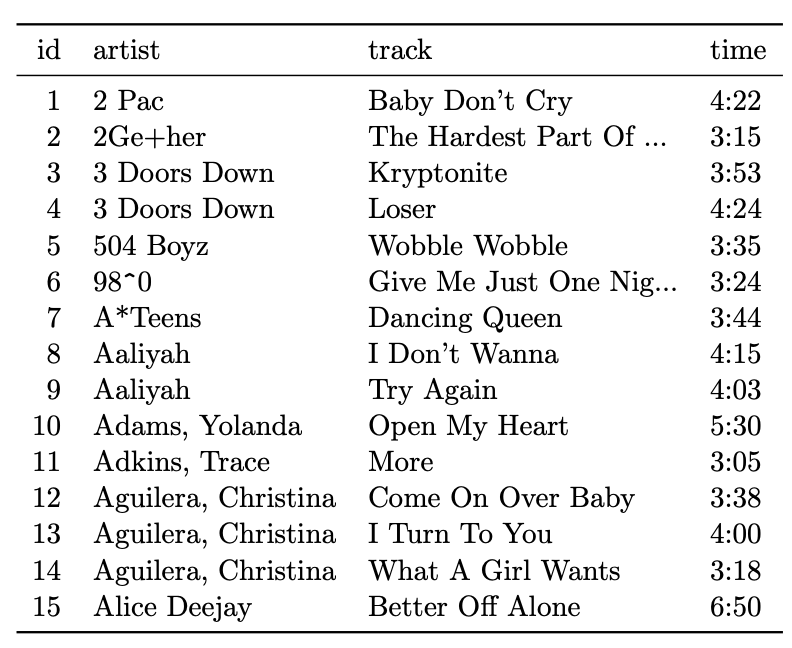 id artist track time
1 2 Pac Baby Don’t Cry 4:22
2 2Ge+her The Hardest Part Of ... 3:15
3 3 Doors Down Kryptonite 3:53
4 3 Doors Down Loser 4:24
5 504 Boyz Wobble Wobble 3:35
6 98^0 Give Me Just One Nig... 3:24
7 A*Teens Dancing Queen 3:44
8 Aaliyah I Don’t Wanna 4:15
9 Aaliyah Try Again 4:03
10 Adams, Yolanda Open My Heart 5:30
11 Adkins, Trace More 3:05
12 Aguilera, Christina Come On Over Baby 3:38
13 Aguilera, Christina I Turn To You 4:00
14 Aguilera, Christina What A Girl Wants 3:18
15 Alice Deejay Better Off Alone 6:50